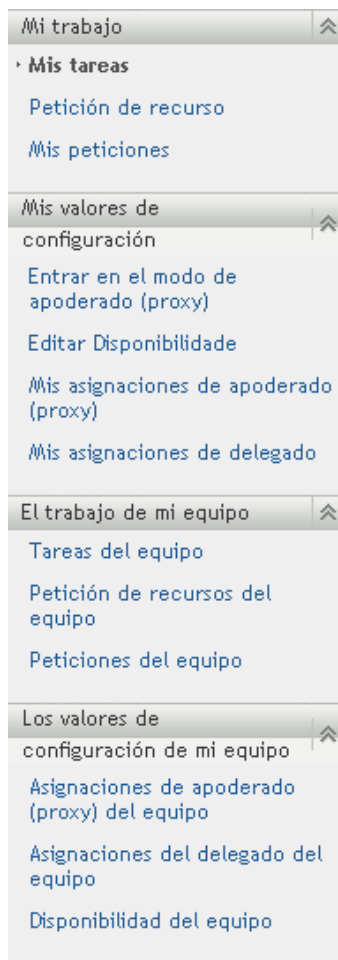 Mi trabajo
Mis tareas
Petición de recurso
Mis peticiones
Mis valores de
configuración
Entrar en el modo de
apoderado (proxy)
Editar Disponibilidade
Mis asignaciones de apoderado
(proxy)
Mis asignaciones de delegado
El trabajo de mi equipo
Tareas del equipo
Petición de recursos del
equipo
Peticiones del equipo
Los valores de
configuración de mi equipo
Asignaciones de apoderado
(proxy) del equipo
Asignaciones del delegado del
equipo
Disponibilidad del equipo